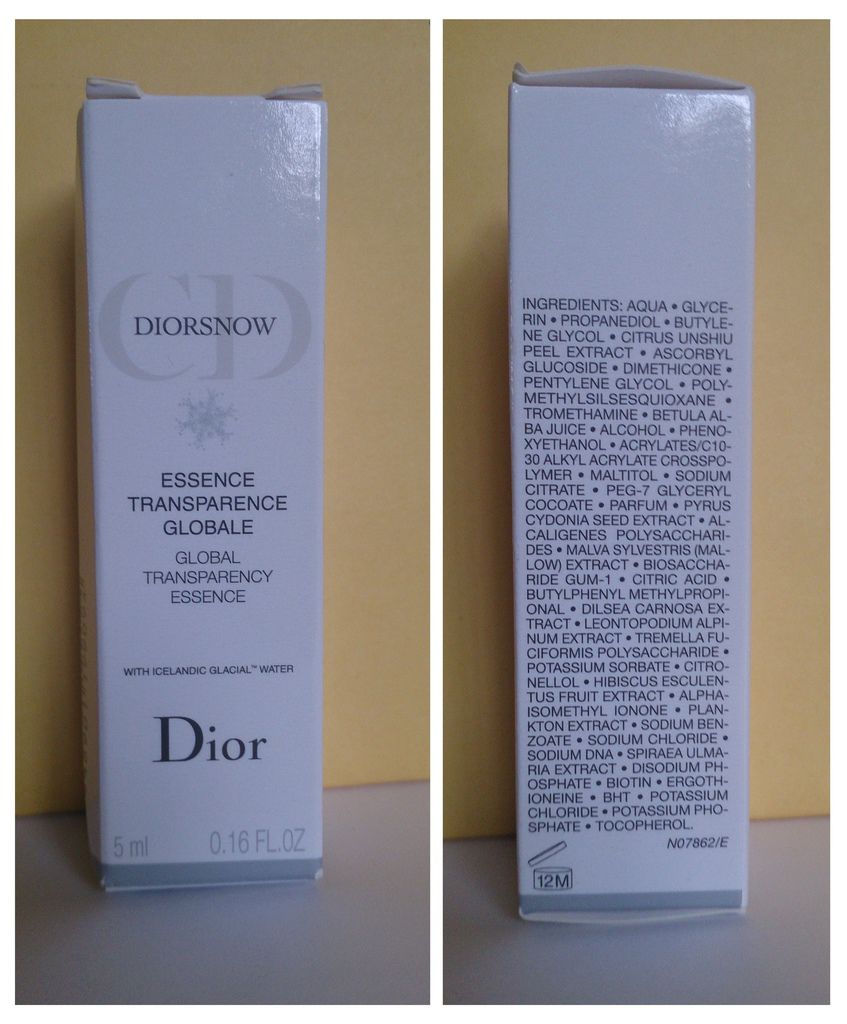 CD
DIORSNOW
ESSENCE
TRANSPARENCE
GLOBALE
GLOBAL
TRANSPARENCY
ESSENCE
WITH ICELANDIC GLACIAL™ WATER
Dior
5 ml 0.16 FL.OZ
INGREDIENTS: AQUA • GLYCE-
RIN • PROPANEDIOL • BUTYLE-
NE GLYCOL • CITRUS UNSHIU
PEEL EXTRACT • ASCORBYL
GLUCOSIDE • DIMETHICONE •
PENTYLENE GLYCOL • POLY-
METHYLSILSESQUIOXANE •
TROMETHAMINE • BETULA AL-
BA JUICE • ALCOHOL • PHENO-
XYETHANOL • ACRYLATES/C10-
30 ALKYL ACRYLATE CROSSPO-
LYMER • MALTITOL • SODIUM
CITRATE • PEG-7 GLYCERYL
COCOATE • PARFUM • PYRUS
CYDONIA SEED EXTRACT • AL-
CALIGENES POLYSACCHARI-
DES • MALVA SYLVESTRIS (MAL-
LOW) EXTRACT • BIOSACCHA-
RIDE GUM-1 • CITRIC ACID •
BUTYLPHENYL METHYLPROPI-
ONAL • DILSEA CARNOSA EX-
TRACT • LEONTOPODIUM ALPI-
NUM EXTRACT • TREMELLA FU-
CIFORMIS POLYSACCHARIDE •
POTASSIUM SORBATE • CITRO-
NELLOL • HIBISCUS ESCULEN-
TUS FRUIT EXTRACT • ALPHA-
ISOMETHYL IONONE • PLAN-
KTON EXTRACT • SODIUM BEN-
ZOATE • SODIUM CHLORIDE •
SODIUM DNA • SPIRAEA ULMA-
RIA EXTRACT • DISODIUM PH-
OSPHATE • BIOTIN • ERGOTH-
IONEINE • BHT • POTASSIUM
CHLORIDE • POTASSIUM PHO-
SPHATE • TOCOPHEROL.
N07862/E
12M